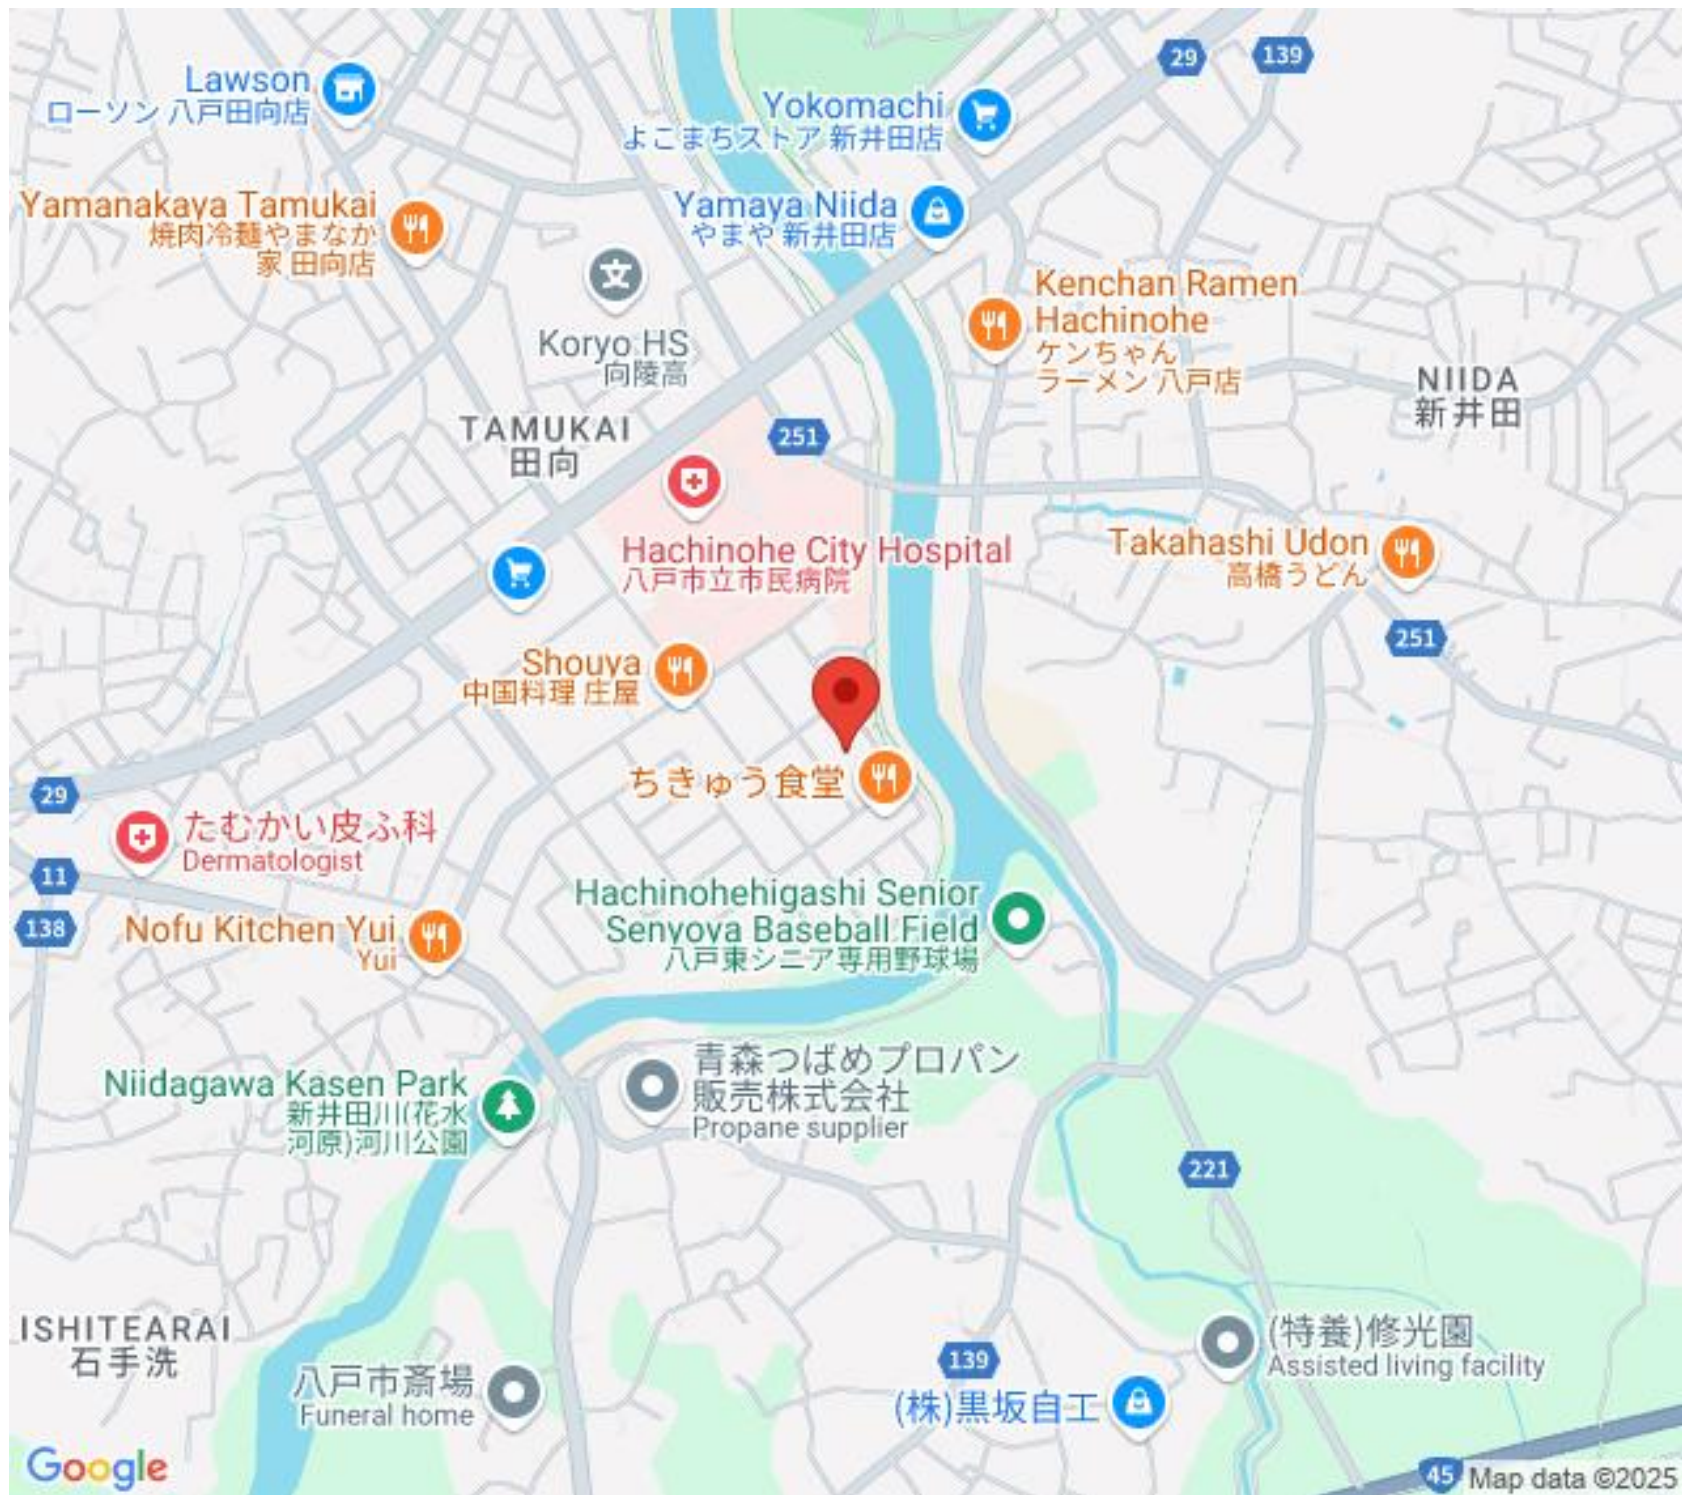 29
139
Lawson
ローソン 八戸田向店
Yokomachi
よこまちストア 新井田店
Yamanakaya Tamukai
焼肉冷麺やまなか
家 田向店
Yamaya Niida
やまや 新井田店
文
Koryo HS
向陵高
Kenchan Ramen
Hachinohe
ケンちゃん
ラーメン 八戸店
NIIDA
新井田
TAMUKAI
田向
251
Hachinohe City Hospital
八戸市立市民病院
Takahashi Udon
高橋うどん
251
Shouya
中国料理 庄屋
ちきゅう食堂
29
たむかい皮ふ科
Dermatologist
11
138
Nofu Kitchen Yui
Yui
Hachinohehigashi Senior
Senyova Baseball Field
八戸東シニア専用野球場
Niidagawa Kasen Park
新井田川(花水
河原)河川公園
青森つばめプロパン
販売株式会社
Propane supplier
221
ISHITEARAI
石手洗
八戸市斎場
Funeral home
139
(株)黒坂自工
(特養)修光園
Assisted living facility
Google
45
Map data ©2025